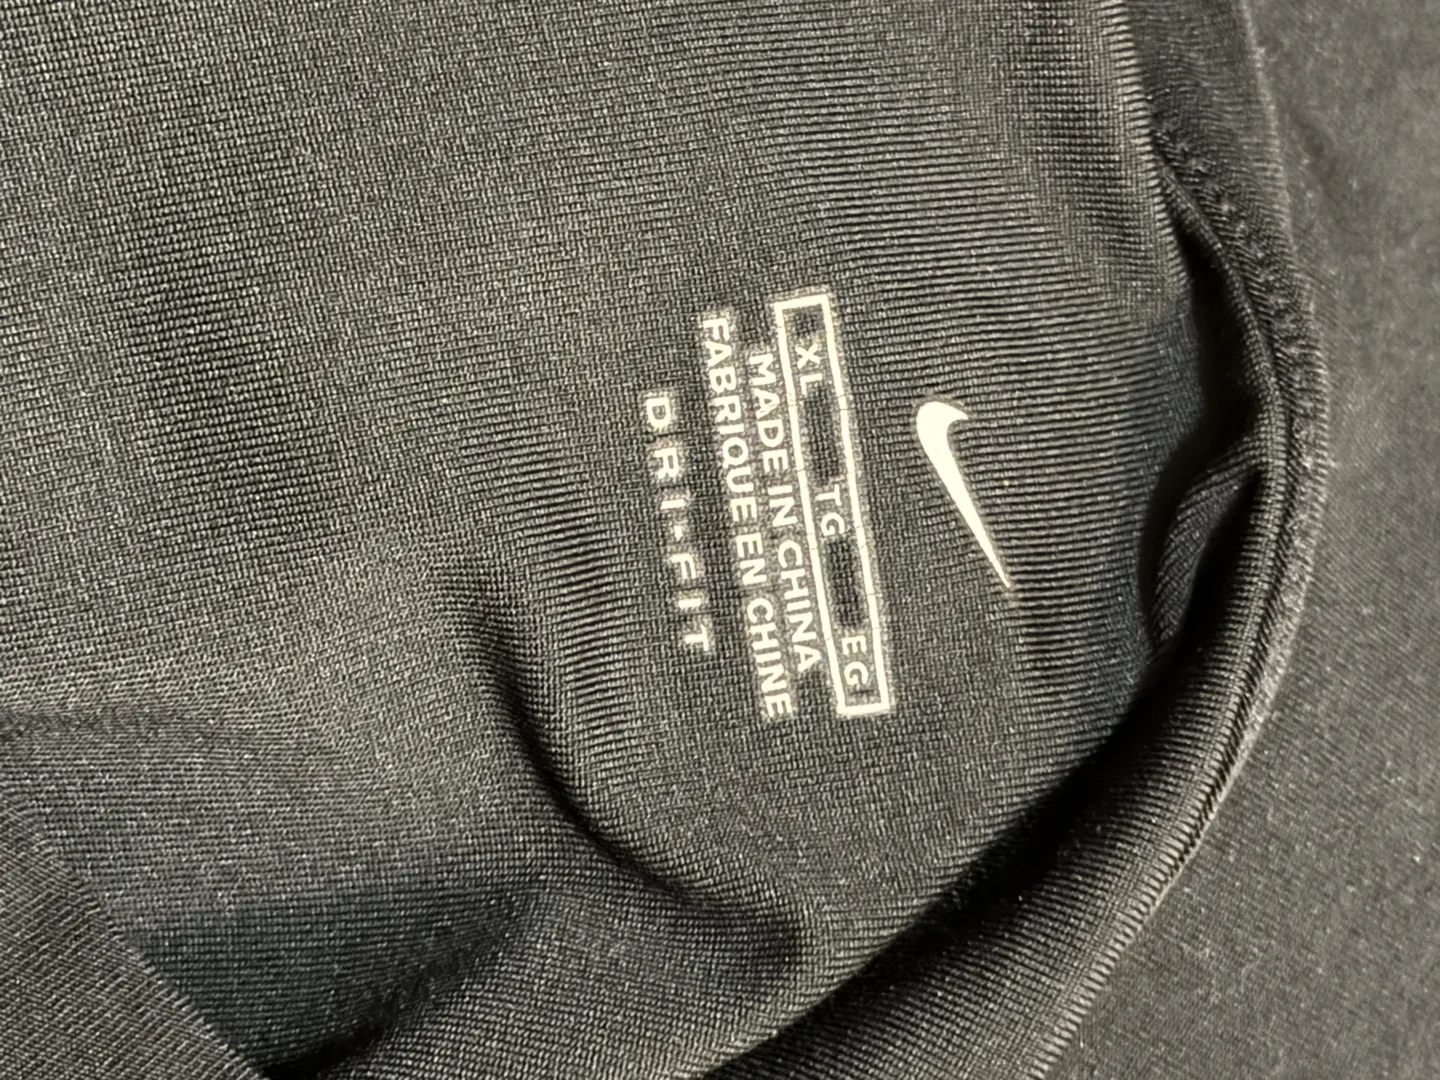 XL TG EG
MADE IN CHINA
FABRIQUE EN CHINE
DRI-FIT